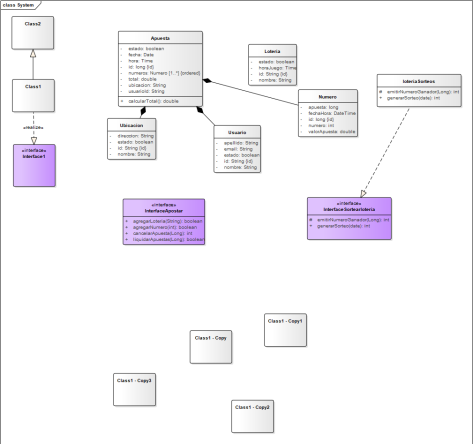 class System
Class2
Class1
«realize»
«interface»
Interface1
Apuesta
- estado: boolean
- fecha: Date
- hora: Time
- id: long {id}
- numeros: Numero [1..*] {ordered}
- total: double
- ubicacion: String
- usuarioId: String
+ calcularTotal(): double
Loteria
- estado: boolean
- horaJuego: Time
- id: String {id}
- nombre: String
Numero
- apuesta: long
- fechaHora: DateTime
- id: long {id}
- numero: int
- valorApuesta: double
loteriaSorteos
# emitirNumeroGanador(Long): int
+ generarSorteo(date): int
Ubicacion
- direccion: String
- estado: boolean
- id: String {id}
- nombre: String
Usuario
- apellido: String
- email: String
- estado: boolean
- id: String {id}
- nombre: String
«interface»
InterfaceApostar
+ agregarLoteria(String): boolean
+ agregarNumero(int): boolean
+ cancelarApuesta(Long): int
+ liquidarApuestas(Long): boolean
«interface»
InterfaceSortearloteria
# emitirNumeroGanador(Long): int
+ generarSorteo(date): int
Class1 - Copy1
Class1 - Copy
Class1 - Copy3
Class1 - Copy2